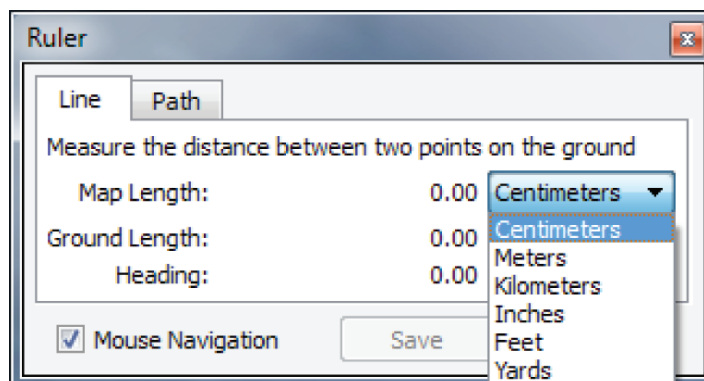 Ruler
Line Path
Measure the distance between two points on the ground
Map Length: 0.00 Centimeters
Ground Length: 0.00 Centimeters
Meters
Heading: 0.00 Kilometers
Inches
Mouse Navigation Save Feet
Yards